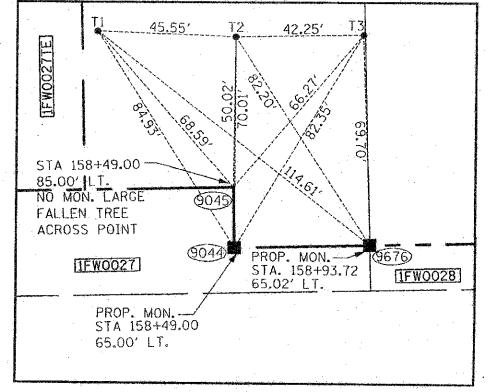 T1
45.55'
T2
42.25'
T3
1FW0027TE
84.93'
68.59'
50.02'
70.01'
82.20'
66.27'
82.35'
69.70
114.61'
STA 158+49.00
85.00' LT.
NO MON. LARGE
FALLEN TREE
ACROSS POINT
9045
9044
1FW0027
PROP. MON.
STA. 158+93.72
65.02' LT.
9676
1FW0028
PROP. MON.
STA 158+49.00
65.00' LT.